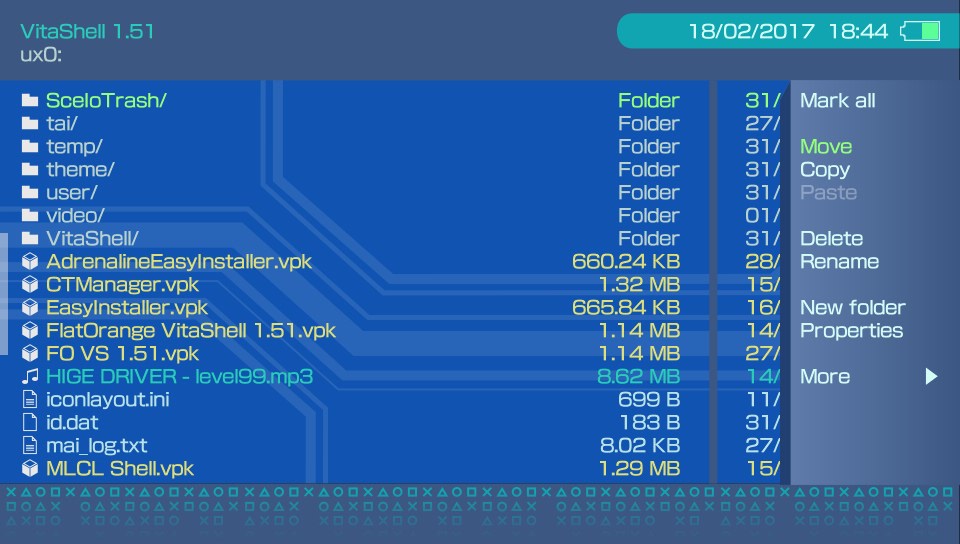 VitaShell 1.51
18/02/2017 18:44
ux0:
SceIoTrash/ Folder 31/ Mark all
tai/ Folder 27/
temp/ Folder 31/ Move
theme/ Folder 31/ Copy
user/ Folder 31/ Paste
video/ Folder 01/
VitaShell/ Folder 31/ Delete
AdrenalineEasyInstaller.vpk 660.24 KB 28/ Rename
CTManager.vpk 1.32 MB 15/
EasyInstaller.vpk 665.84 KB 16/ New folder
FlatOrange VitaShell 1.51.vpk 1.14 MB 14/ Properties
FO VS 1.51.vpk 1.14 MB 27/
HIGE DRIVER - level99.mp3 8.62 MB 14/ More
iconlayout.ini 699 B 11/
id.dat 183 B 31/
mai_log.txt 8.02 KB 27/
MLCL Shell.vpk 1.29 MB 15/